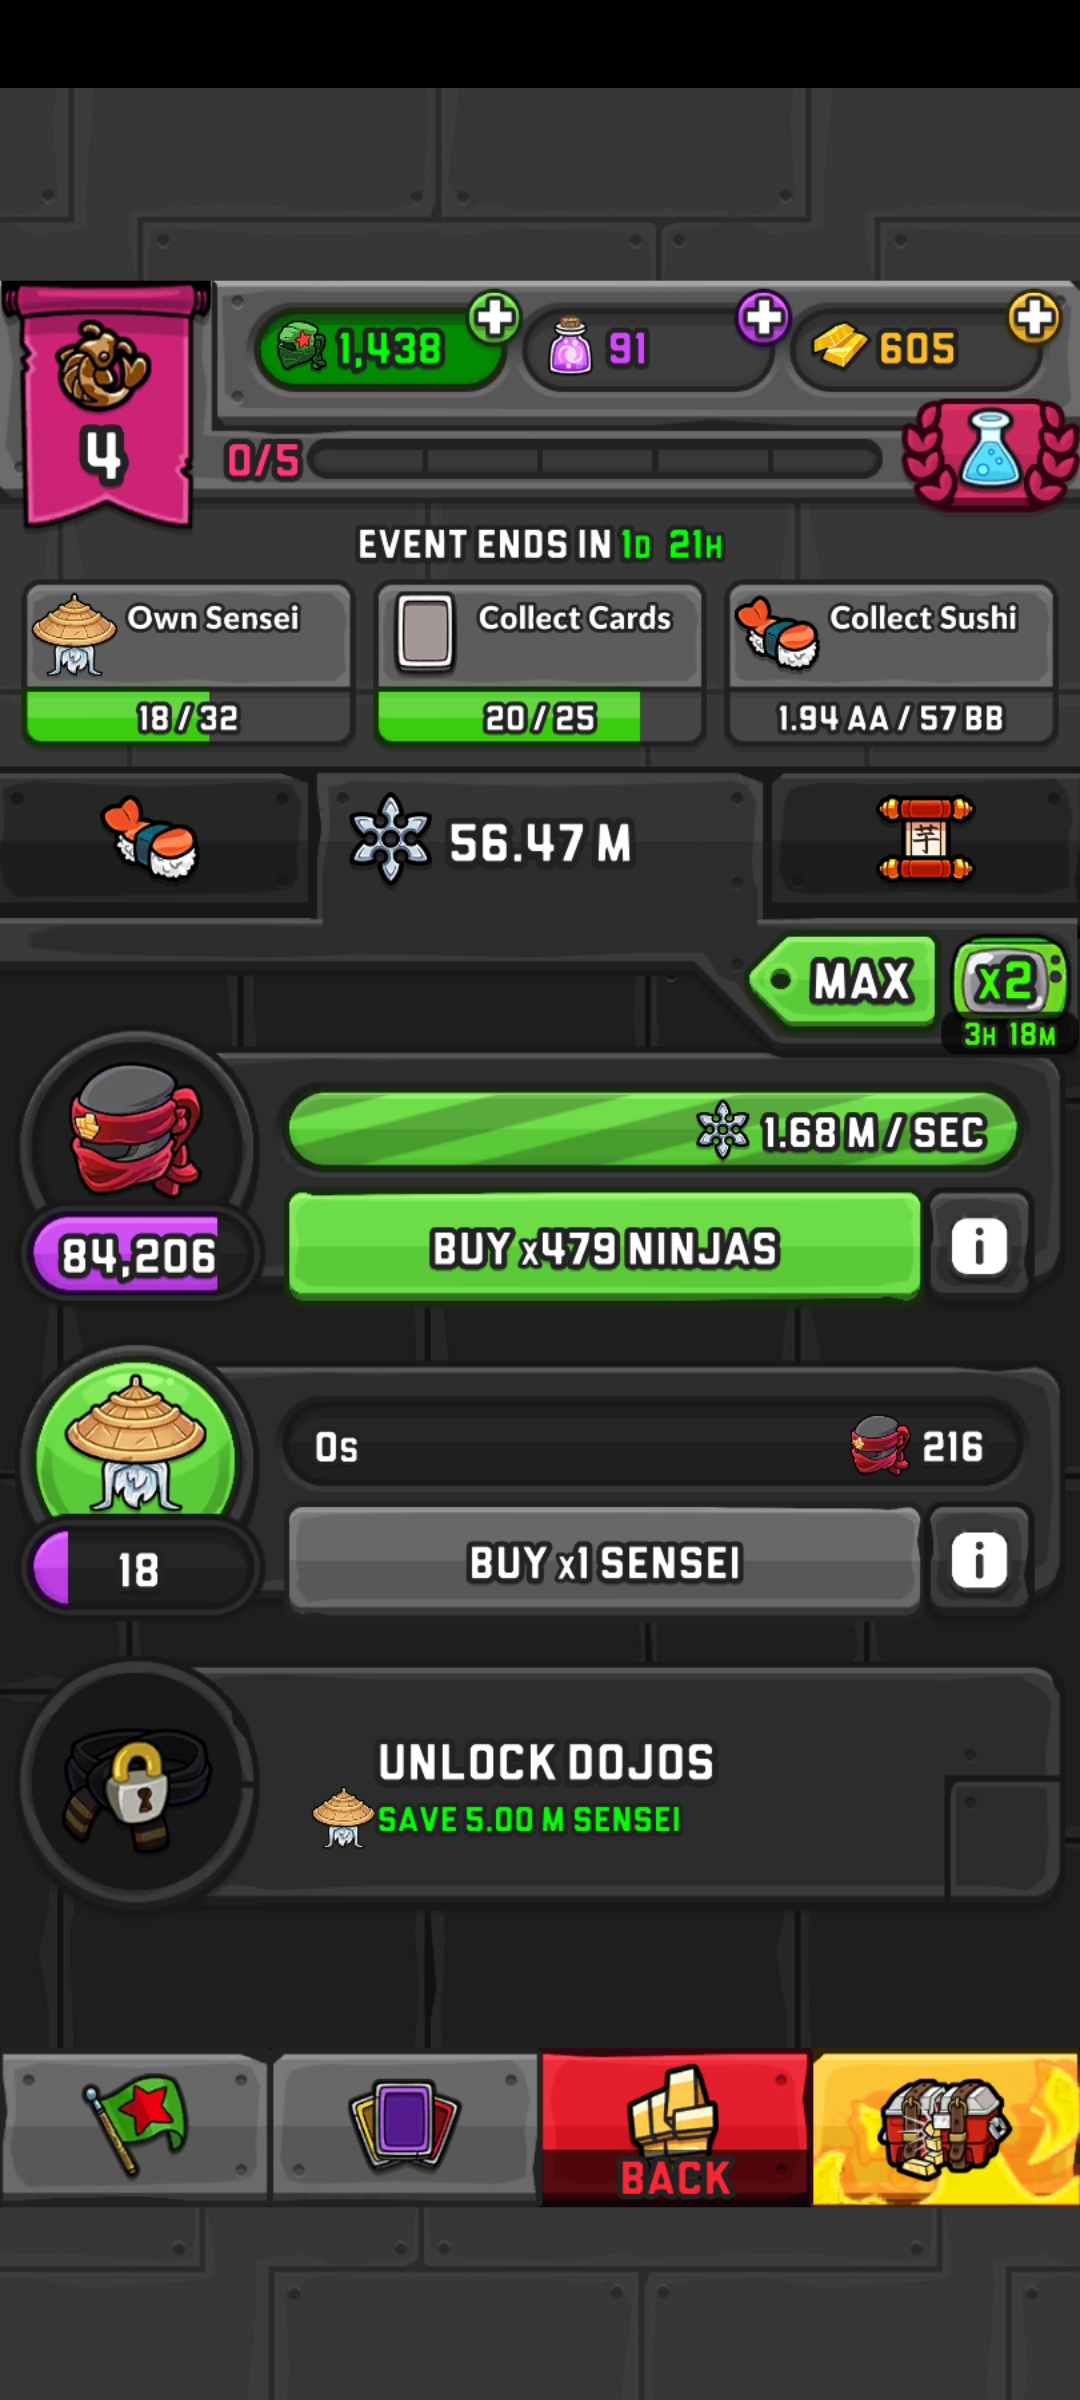 1,438
91
605
4
0/5
EVENT ENDS IN 1D 21H
Own Sensei
Collect Cards
Collect Sushi
18/32
20/25
1.94 AA / 57 BB
56.47 M
芋
MAX
x2
3H 18M
1.68 M / SEC
84,206
BUY x479 NINJAS
i
0s
216
18
BUY x1 SENSEI
i
UNLOCK DOJOS
SAVE 5.00 M SENSEI
BACK